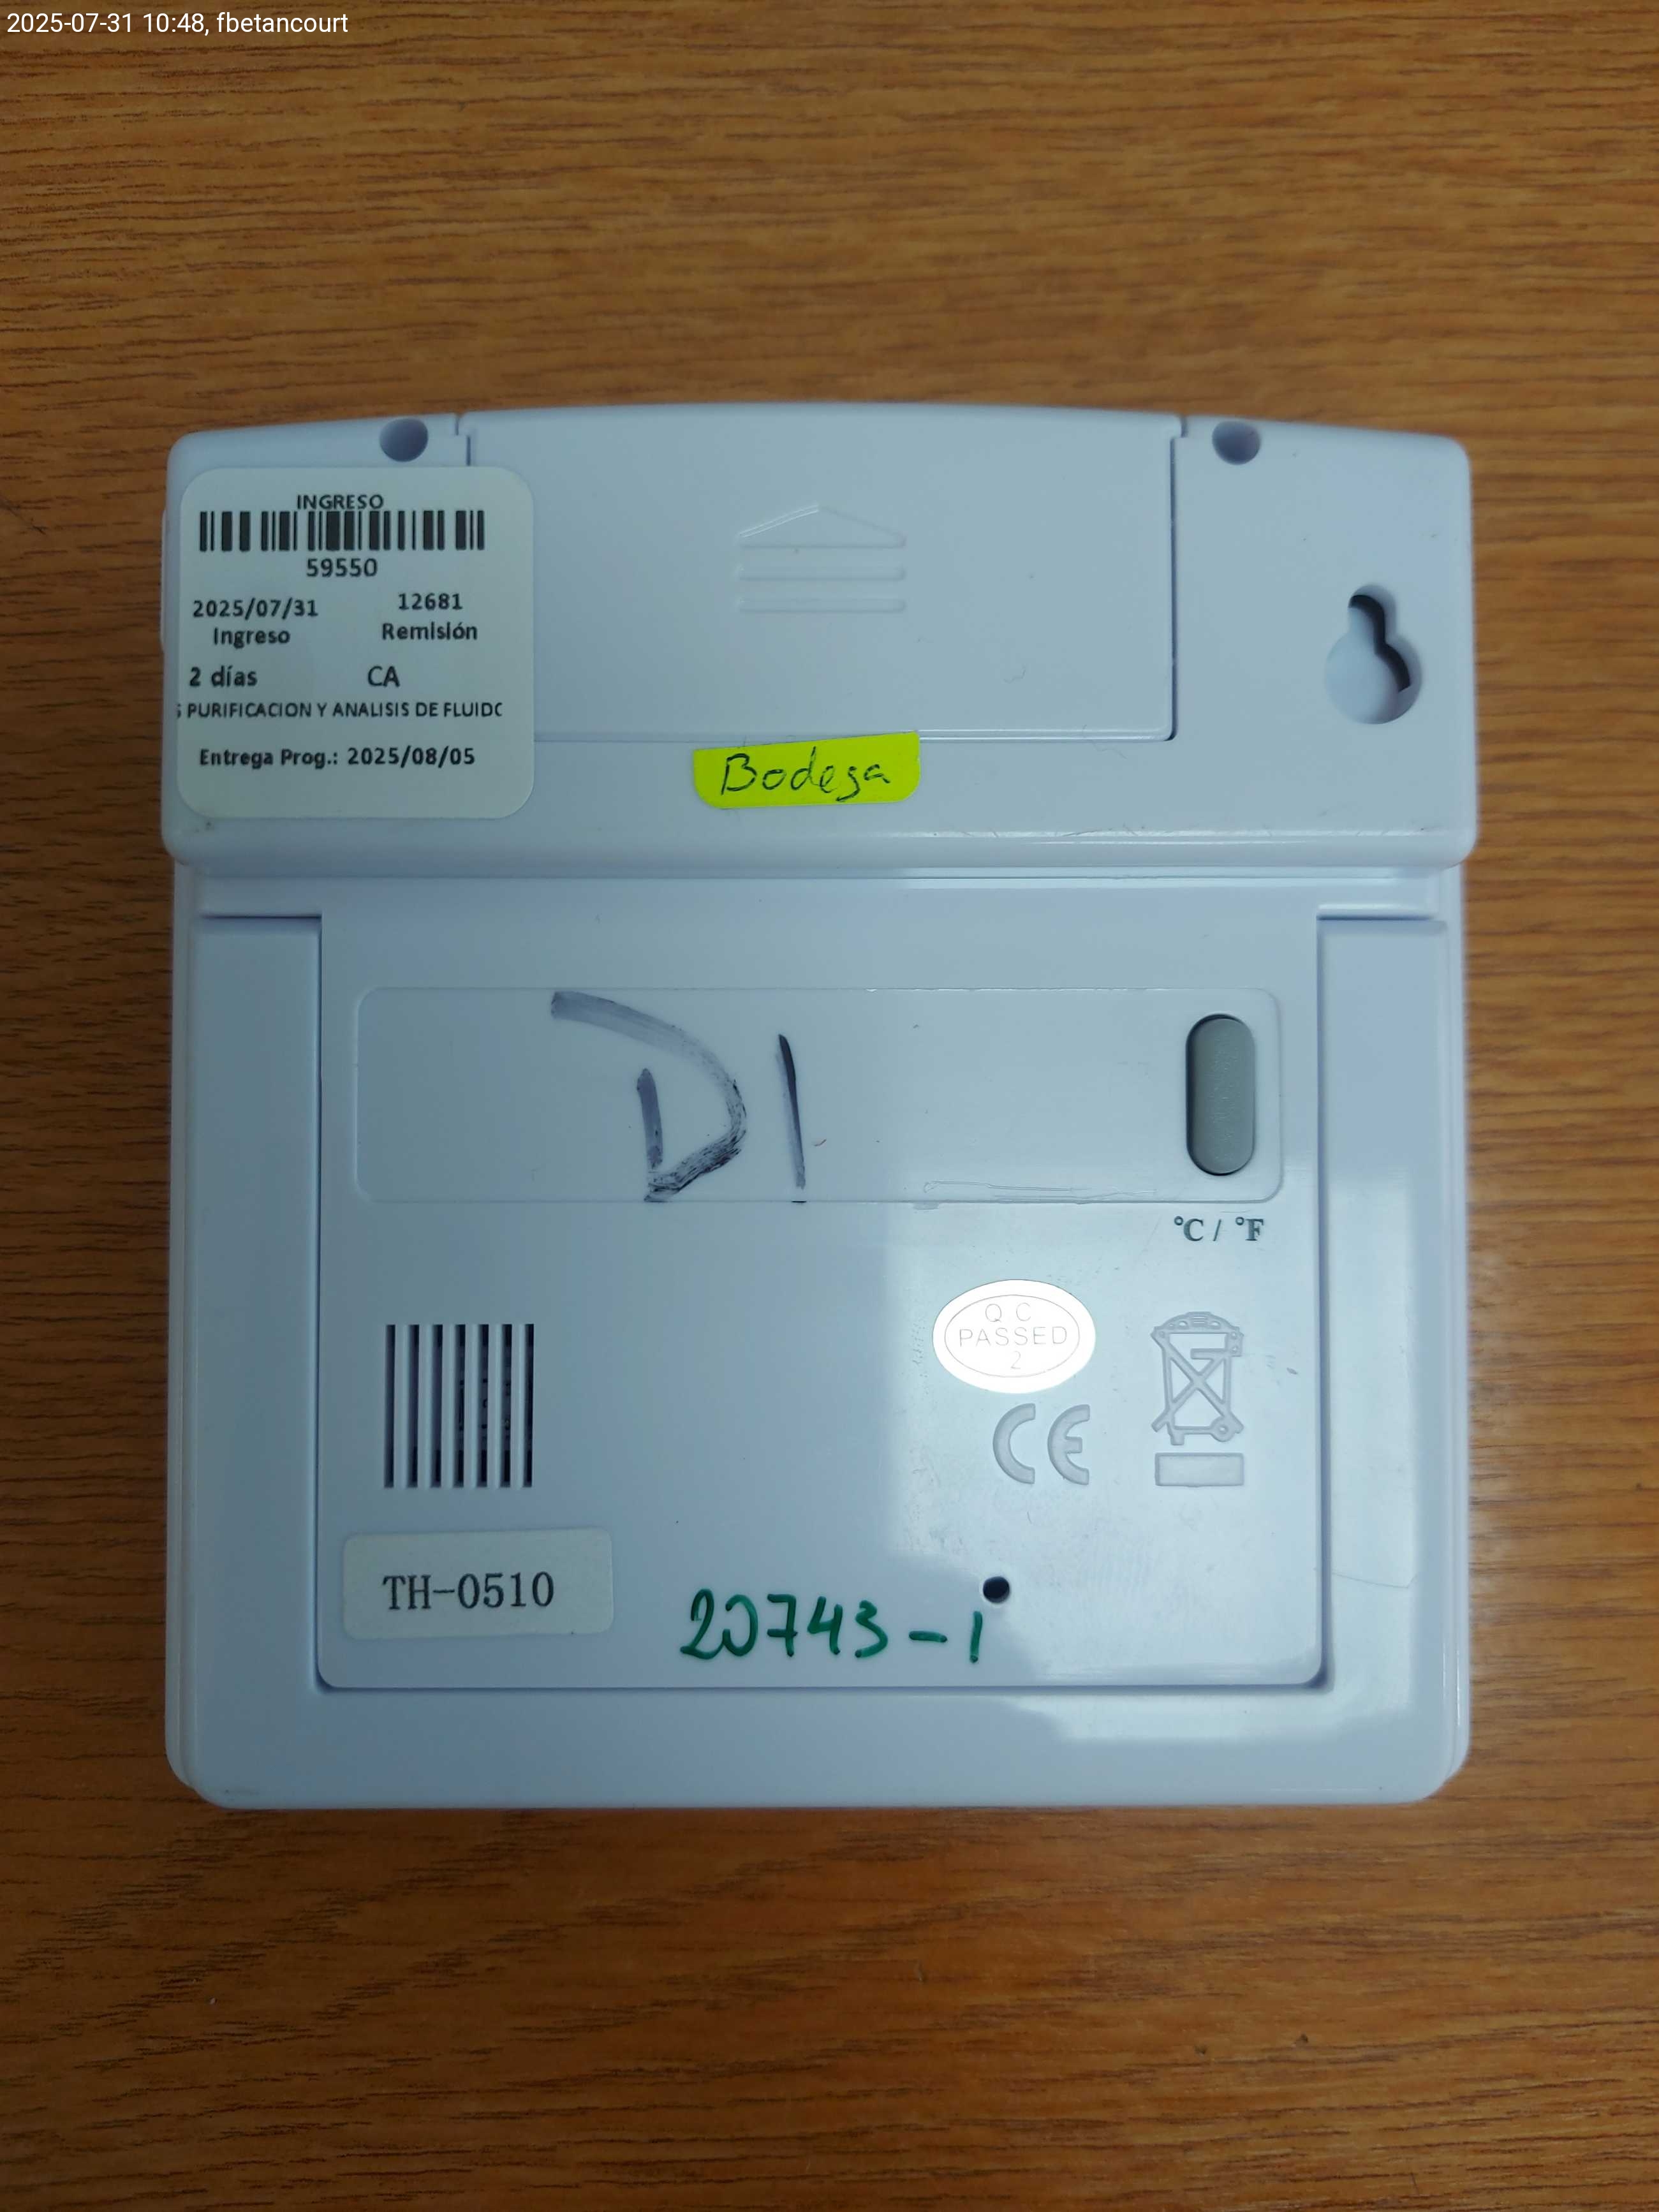 2025-07-31 10:48, fbetancourt
INGRESO
59550
2025/07/31 12681
Ingreso Remisión
2 días CA
PURIFICACION Y ANALISIS DE
Entrega Prog.: 2025/08/05
Bodega
D1
°C / °F
Q C
PASSED
2
CE
TH-0510
20743-1